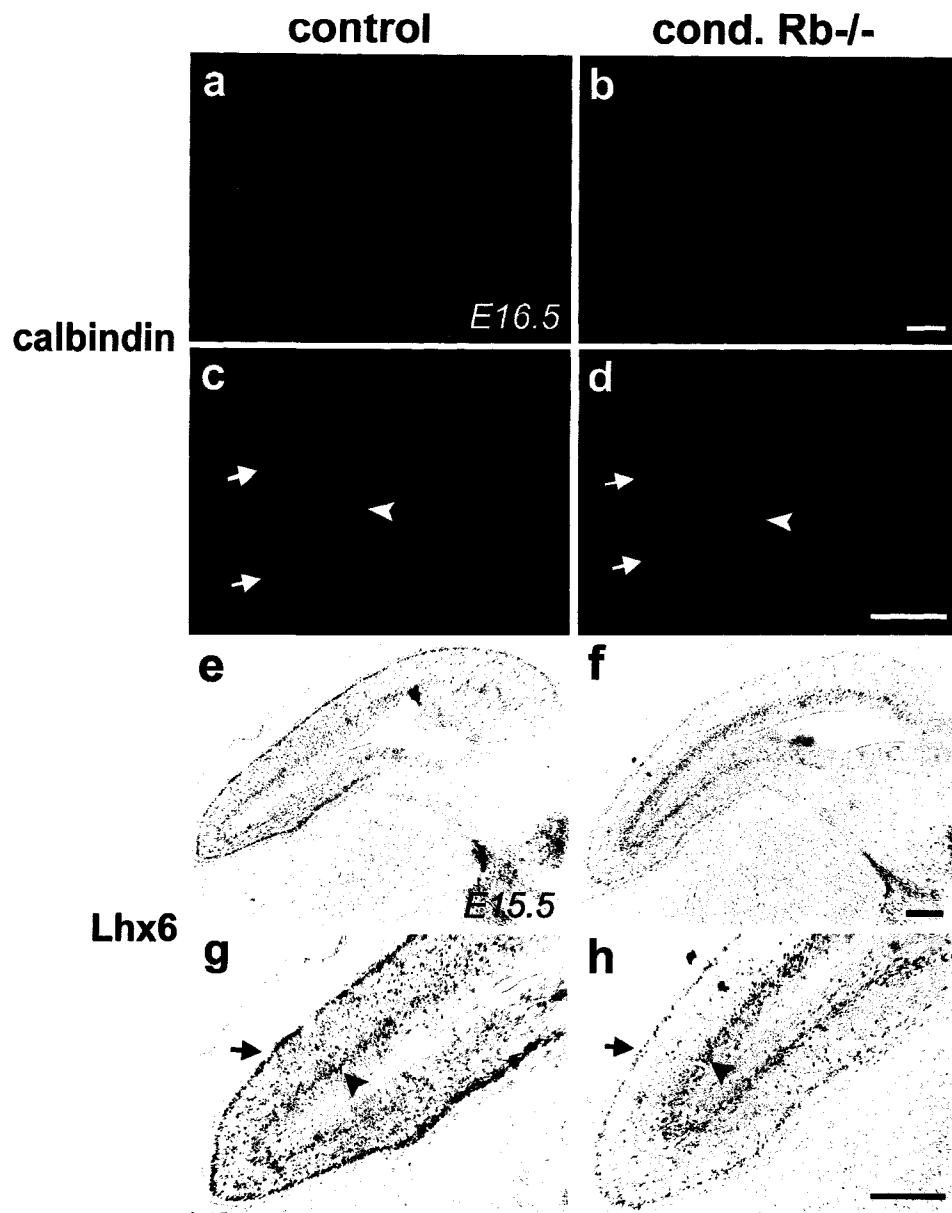 control cond. Rb-/-
a b
E16.5
calbindin
c d
e f
E15.5
Lhx6
g h